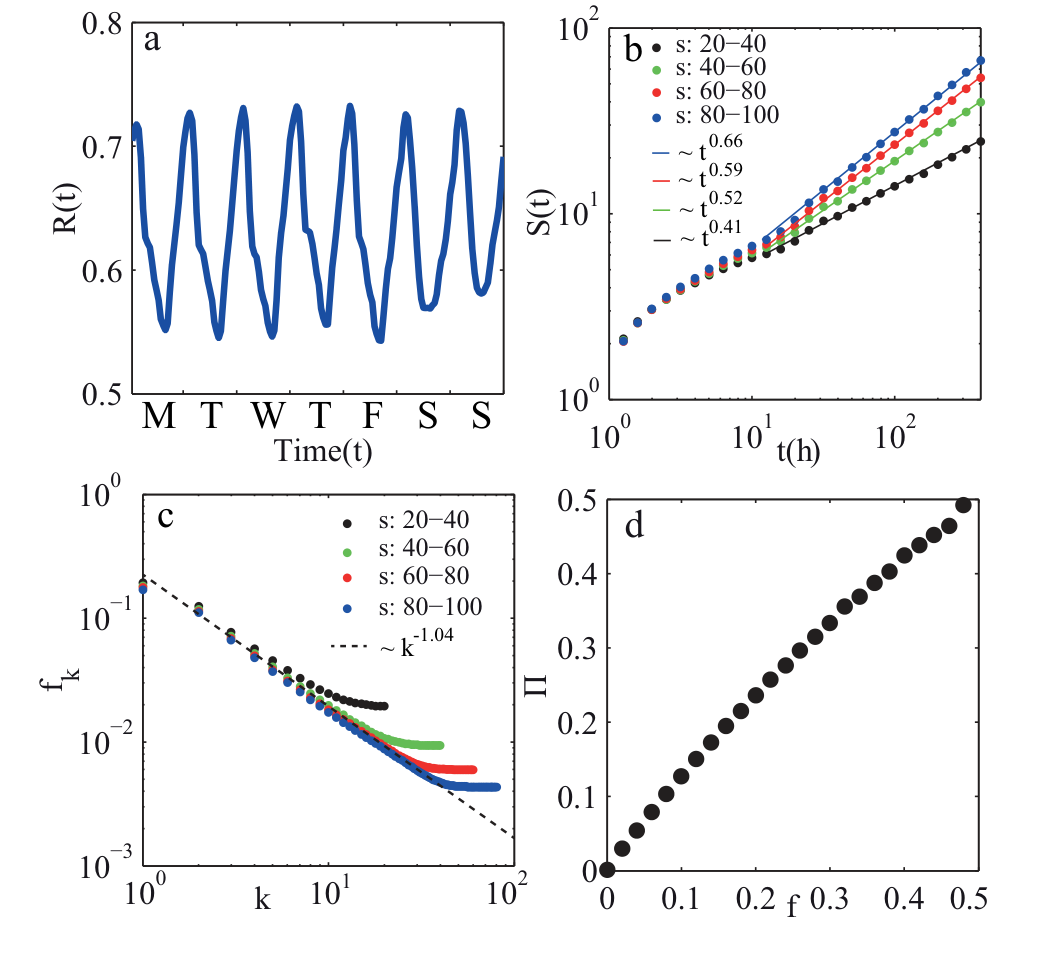 a
0.8
0.7
0.6
0.5
R(t)
M T W T F S S
Time(t)
b
s: 20−40
s: 40−60
s: 60−80
s: 80−100
~ t^0.66
~ t^0.59
~ t^0.52
~ t^0.41
10^2
10^1
10^0
S(t)
10^0 10^1 10^2
t(h)
c
s: 20−40
s: 40−60
s: 60−80
s: 80−100
~ k^-1.04
10^0
10^−1
10^−2
10^−3
f_k
10^0 10^1 10^2
k
d
0.5
0.4
0.3
0.2
0.1
0
Π
0 0.1 0.2 0.3 0.4 0.5
f